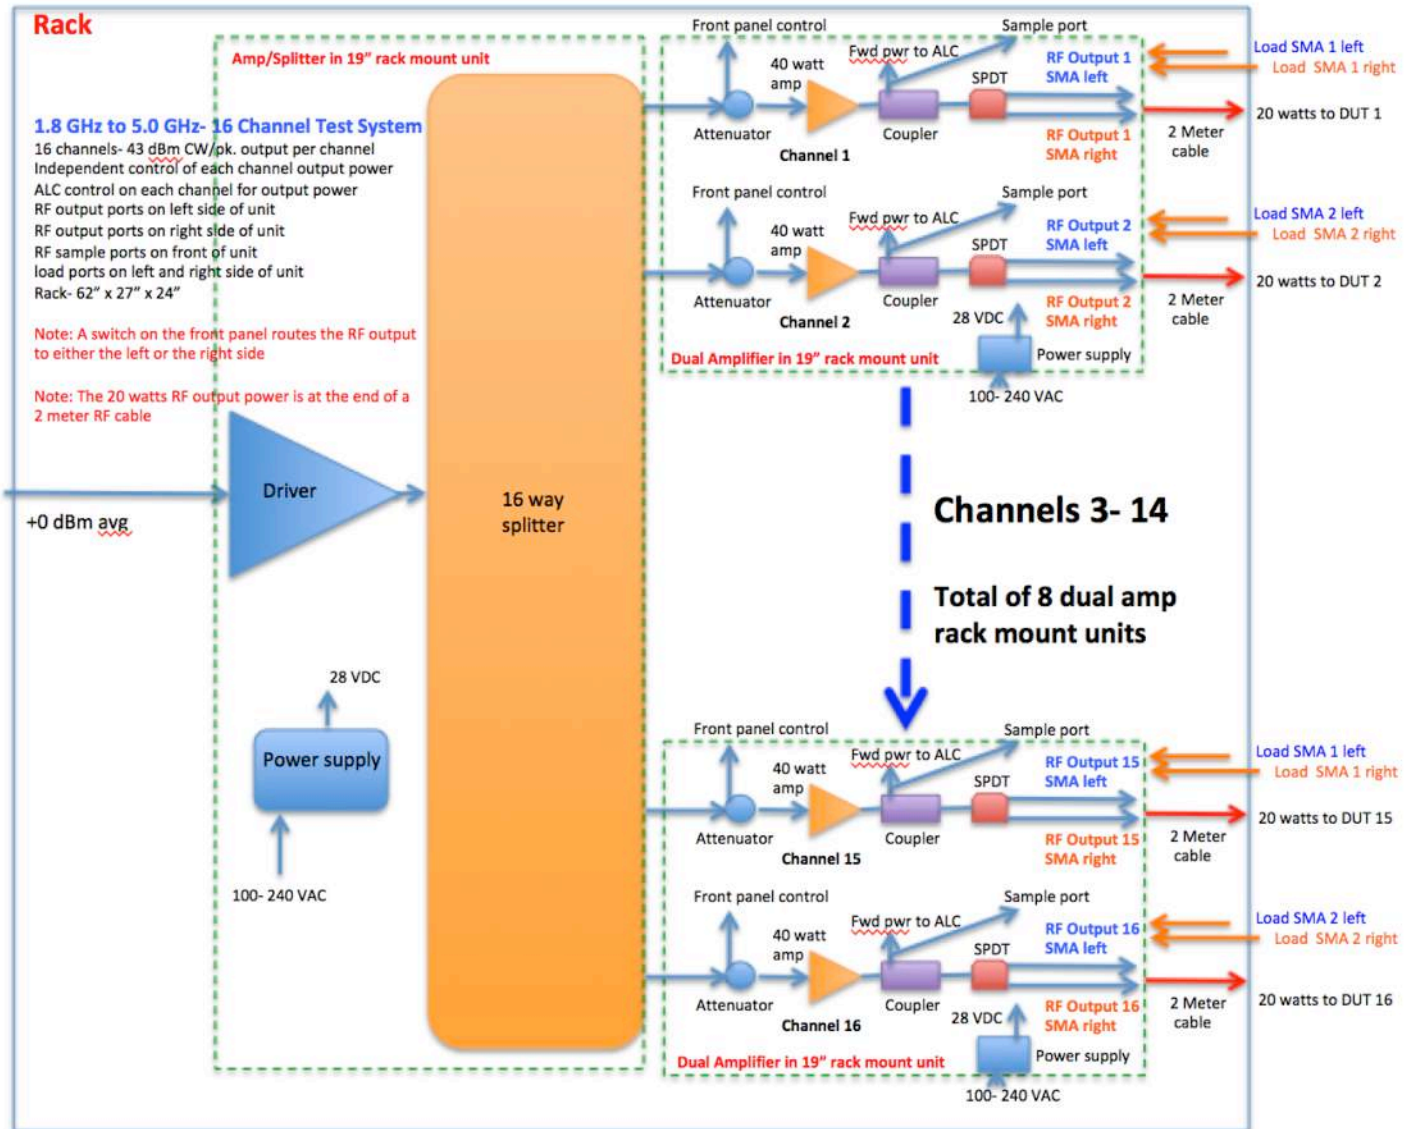 Rack
Amp/Splitter in 19” rack mount unit
1.8 GHz to 5.0 GHz- 16 Channel Test System
16 channels- 43 dBm CW/pk. output per channel
Independent control of each channel output power
ALC control on each channel for output power
RF output ports on left side of unit
RF output ports on right side of unit
RF sample ports on front of unit
load ports on left and right side of unit
Rack- 62” x 27” x 24”
Note: A switch on the front panel routes the RF output
to either the left or the right side
Note: The 20 watts RF output power is at the end of a
2 meter RF cable
Driver
+0 dBm avg
16 way
splitter
28 VDC
Power supply
100- 240 VAC
Front panel control
Sample port
40 watt
amp
Fwd pwr to ALC
SPDT
RF Output 1
SMA left
Load SMA 1 left
Load SMA 1 right
Attenuator
Channel 1
Coupler
RF Output 1
SMA right
2 Meter
cable
20 watts to DUT 1
Front panel control
Sample port
40 watt
amp
Fwd pwr to ALC
SPDT
RF Output 2
SMA left
Load SMA 2 left
Load SMA 2 right
Attenuator
Channel 2
Coupler
RF Output 2
SMA right
2 Meter
cable
20 watts to DUT 2
28 VDC
Power supply
Dual Amplifier in 19” rack mount unit
100- 240 VAC
Channels 3- 14
Total of 8 dual amp
rack mount units
Front panel control
Sample port
40 watt
amp
Fwd pwr to ALC
SPDT
RF Output 15
SMA left
Load SMA 1 left
Load SMA 1 right
Attenuator
Channel 15
Coupler
RF Output 15
SMA right
2 Meter
cable
20 watts to DUT 15
Front panel control
Sample port
40 watt
amp
Fwd pwr to ALC
SPDT
RF Output 16
SMA left
Load SMA 2 left
Load SMA 2 right
Attenuator
Channel 16
Coupler
RF Output 16
SMA right
2 Meter
cable
20 watts to DUT 16
28 VDC
Power supply
Dual Amplifier in 19” rack mount unit
100- 240 VAC